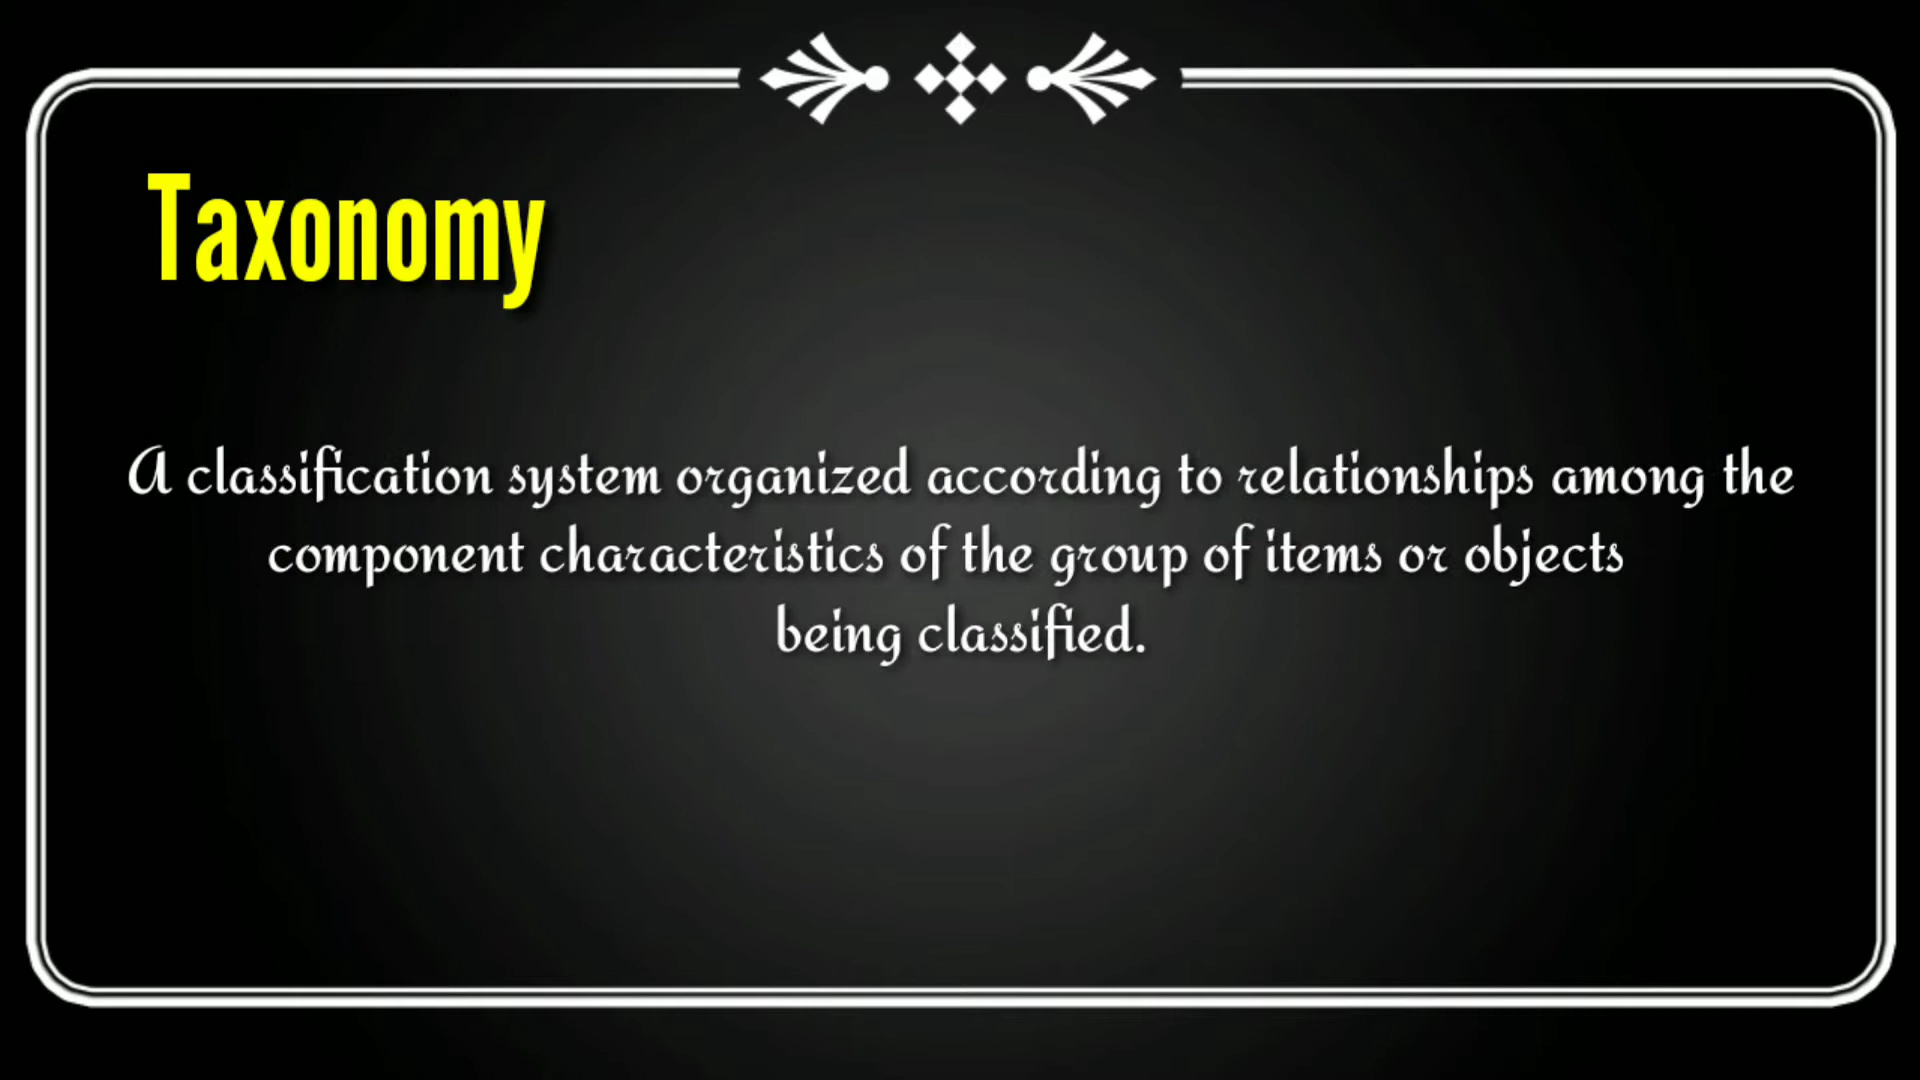 Taxonomy
A classification system organized according to relationships among the
component characteristics of the group of items or objects
being classified.